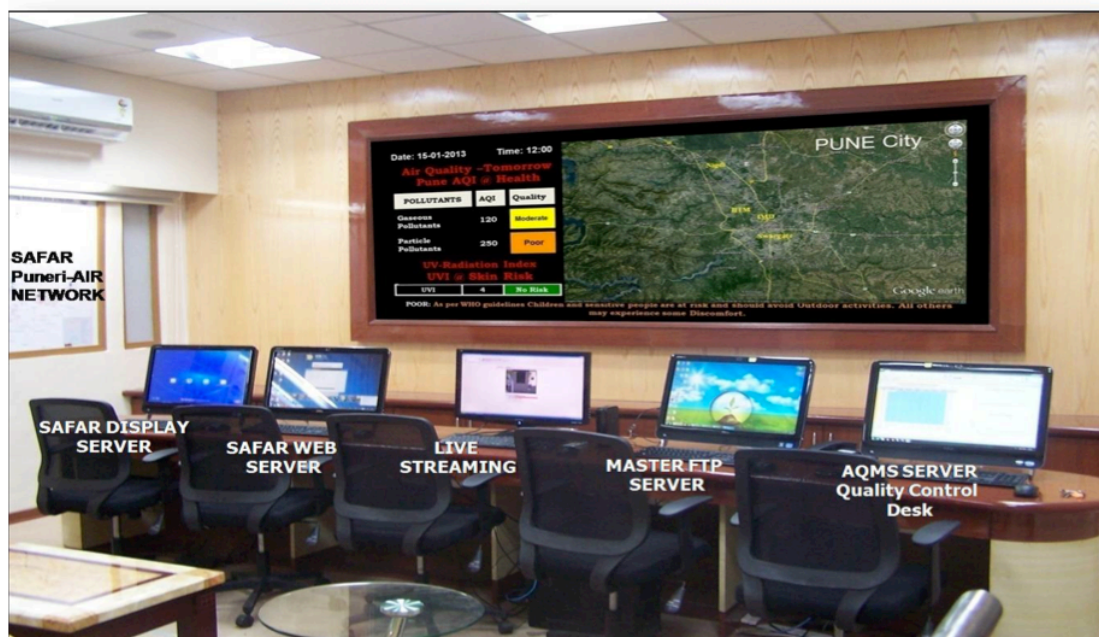 Date: 15-01-2013 Time: 12:00
Air Quality –Tomorrow
Pune AQI @ Health
POLLUTANTS AQI Quality
Gaseous
Pollutants 120 Moderate
Particle
Pollutants 250 Poor
UV-Radiation Index
UVI @ Skin Risk
UVI 4 No Risk
PUNE City
Google earth
POOR: As per WHO guidelines Children and sensitive people are at risk and should avoid Outdoor activities. All others
may experience some Discomfort.
SAFAR
Puneri-AIR
NETWORK
SAFAR DISPLAY
SERVER
SAFAR WEB
SERVER
LIVE
STREAMING
MASTER FTP
SERVER
AQMS SERVER
Quality Control
Desk